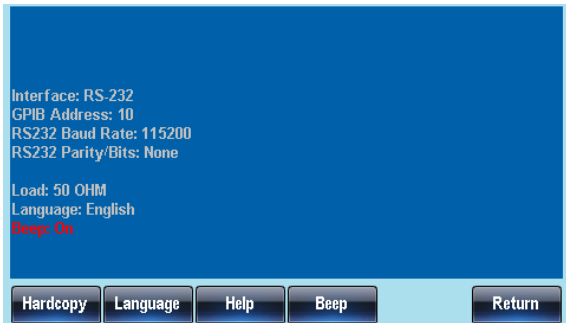 Interface: RS-232
GPIB Address: 10
RS232 Baud Rate: 115200
RS232 Parity/Bits: None
Load: 50 OHM
Language: English
Beep: On
Hardcopy Language Help Beep Return